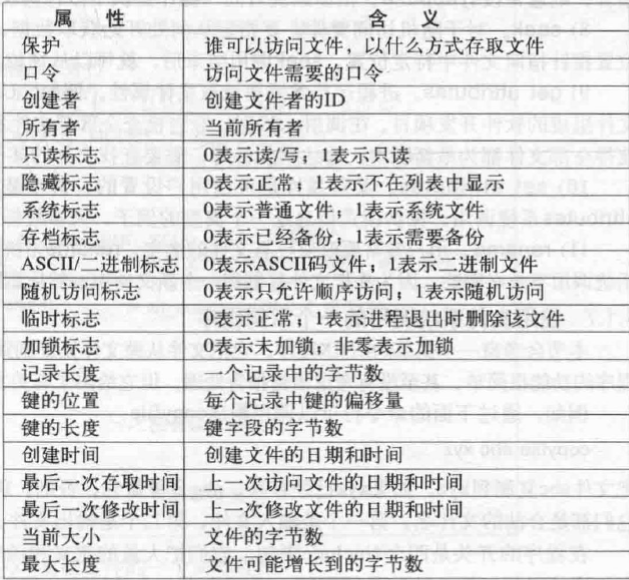 属 性 含 义
保护 谁可以访问文件，以什么方式存取文件
口令 访问文件需要的口令
创建者 创建文件者的ID
所有者 当前所有者
只读标志 0表示读/写；1表示只读
隐藏标志 0表示正常；1表示不在列表中显示
系统标志 0表示普通文件；1表示系统文件
存档标志 0表示已经备份；1表示需要备份
ASCII/二进制标志 0表示ASCII码文件；1表示二进制文件
随机访问标志 0表示只允许顺序访问；1表示随机访问
临时标志 0表示正常；1表示进程退出时删除该文件
加锁标志 0表示未加锁；非零表示加锁
记录长度 一个记录中的字节数
键的位置 每个记录中键的偏移量
键的长度 键字段的字节数
创建时间 创建文件的日期和时间
最后一次存取时间 上一次访问文件的日期和时间
最后一次修改时间 上一次修改文件的日期和时间
当前大小 文件的字节数
最大长度 文件可能增长到的字节数